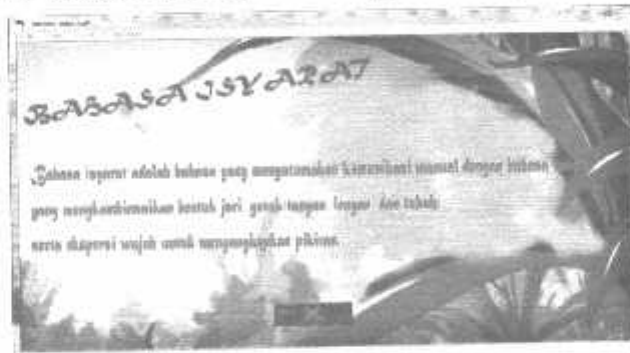 BAHASA ISYARAT
Bahasa isyarat adalah bahasa yang mengutamakan komunikasi manual dengan bahasa
yang mengkombinasikan bentuk jari gerak tangan lengan dan tubuh
serta ekspresi wajah untuk mengungkapkan pikiran.